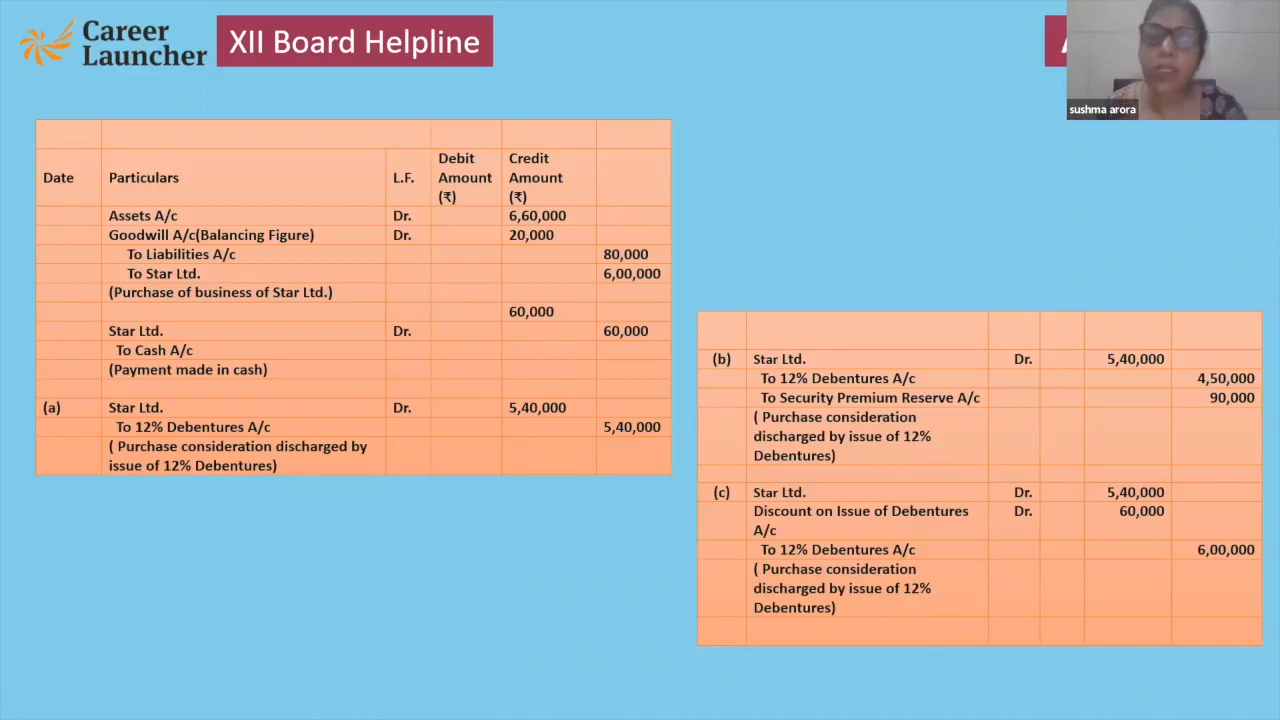 Career
Launcher
XII Board Helpline
sushma arora
Date Particulars L.F. Debit Amount (₹) Credit Amount (₹)
Assets A/c Dr. 6,60,000
Goodwill A/c(Balancing Figure) Dr. 20,000
To Liabilities A/c 80,000
To Star Ltd. 6,00,000
(Purchase of business of Star Ltd.)
60,000
Star Ltd. Dr. 60,000
To Cash A/c
(Payment made in cash)
(a) Star Ltd. Dr. 5,40,000
To 12% Debentures A/c 5,40,000
( Purchase consideration discharged by
issue of 12% Debentures)
(b) Star Ltd. Dr. 5,40,000
To 12% Debentures A/c 4,50,000
To Security Premium Reserve A/c 90,000
( Purchase consideration
discharged by issue of 12%
Debentures)
(c) Star Ltd. Dr. 5,40,000
Discount on Issue of Debentures Dr. 60,000
A/c
To 12% Debentures A/c 6,00,000
( Purchase consideration
discharged by issue of 12%
Debentures)